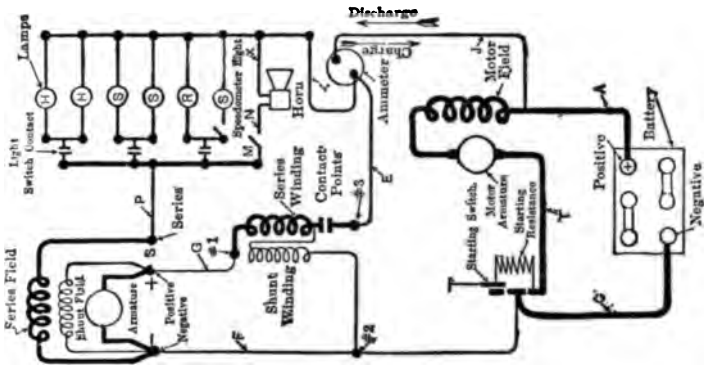 Discharge
Charge
Lamps
H
H
S
S
R
S
Speedometer Light
X
Horn
N
M
L
Ammeter
J
Motor
Field
A
Battery
Positive
Negative
Light
Switch Contact
P
Series
S
Series
Winding
Contact
Points
E
#3
#1
G
Shunt
Winding
Series Field
Shunt Field
Armature
+
Positive
Negative
F
#2
Starting Switch
Motor
Armature
Starting
Resistance